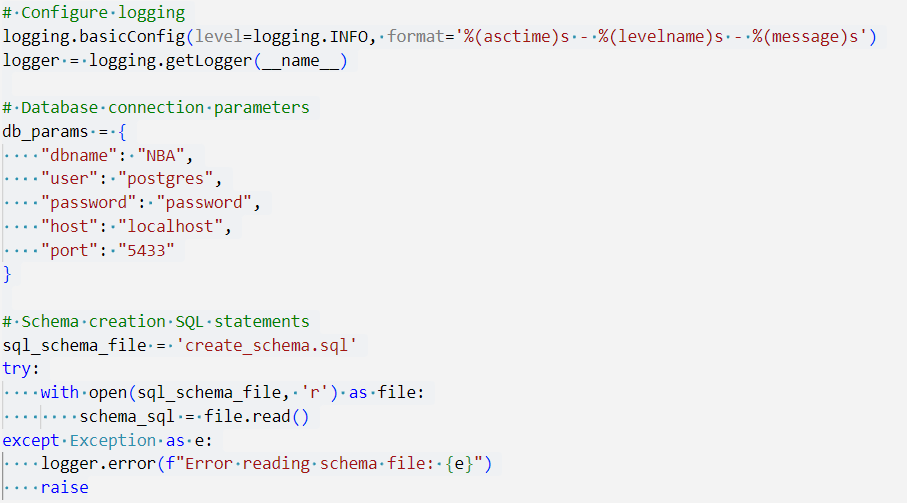 # Configure logging
logging.basicConfig(level=logging.INFO, format='%(asctime)s - %(levelname)s - %(message)s')
logger = logging.getLogger(__name__)

# Database connection parameters
db_params = {
    "dbname": "NBA",
    "user": "postgres",
    "password": "password",
    "host": "localhost",
    "port": "5433"
}

# Schema creation SQL statements
sql_schema_file = 'create_schema.sql'
try:
    with open(sql_schema_file, 'r') as file:
        schema_sql = file.read()
except Exception as e:
    logger.error(f"Error reading schema file: {e}")
    raise